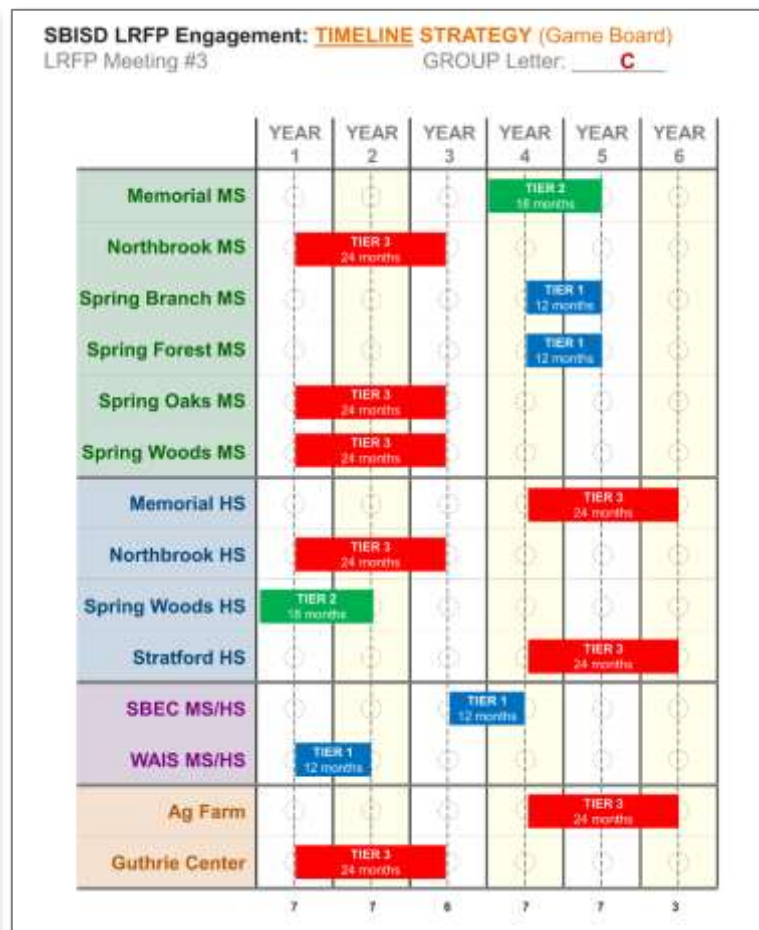 SBISD LRFP Engagement: TIMELINE STRATEGY (Game Board)
LRFP Meeting #3 GROUP Letter: C
YEAR 1 YEAR 2 YEAR 3 YEAR 4 YEAR 5 YEAR 6
Memorial MS TIER 2
18 months
Northbrook MS TIER 3
24 months
Spring Branch MS TIER 1
12 months
Spring Forest MS TIER 1
12 months
Spring Oaks MS TIER 3
24 months
Spring Woods MS TIER 3
24 months
Memorial HS TIER 3
24 months
Northbrook HS TIER 3
24 months
Spring Woods HS TIER 2
18 months
Stratford HS TIER 3
24 months
SBEC MS/HS TIER 1
12 months
WAIS MS/HS TIER 1
12 months
Ag Farm TIER 3
24 months
Guthrie Center TIER 3
24 months
7 7 6 7 7 3